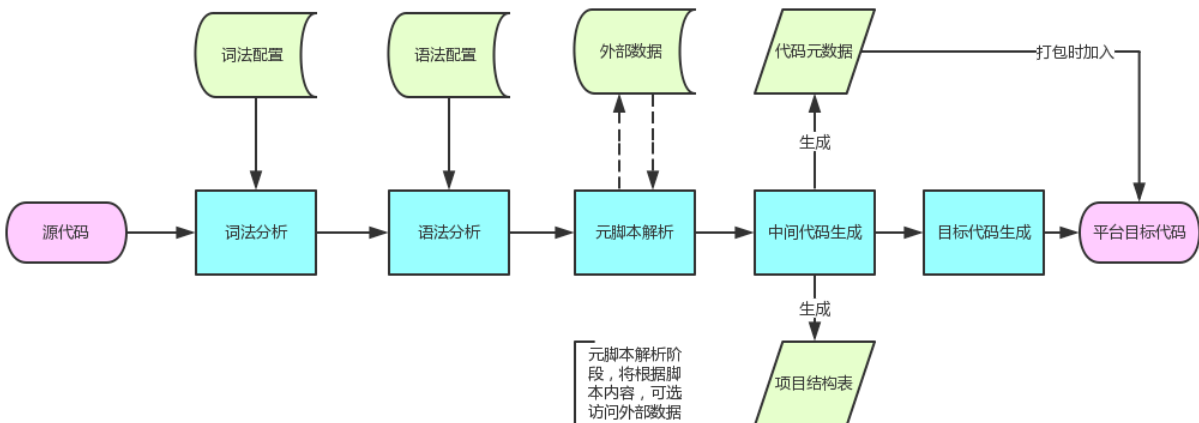 词法配置
语法配置
外部数据
代码元数据
打包时加入
生成
源代码
词法分析
语法分析
元脚本解析
中间代码生成
目标代码生成
平台目标代码
生成
元脚本解析阶
段，将根据脚
本内容，可选
访问外部数据
项目结构表